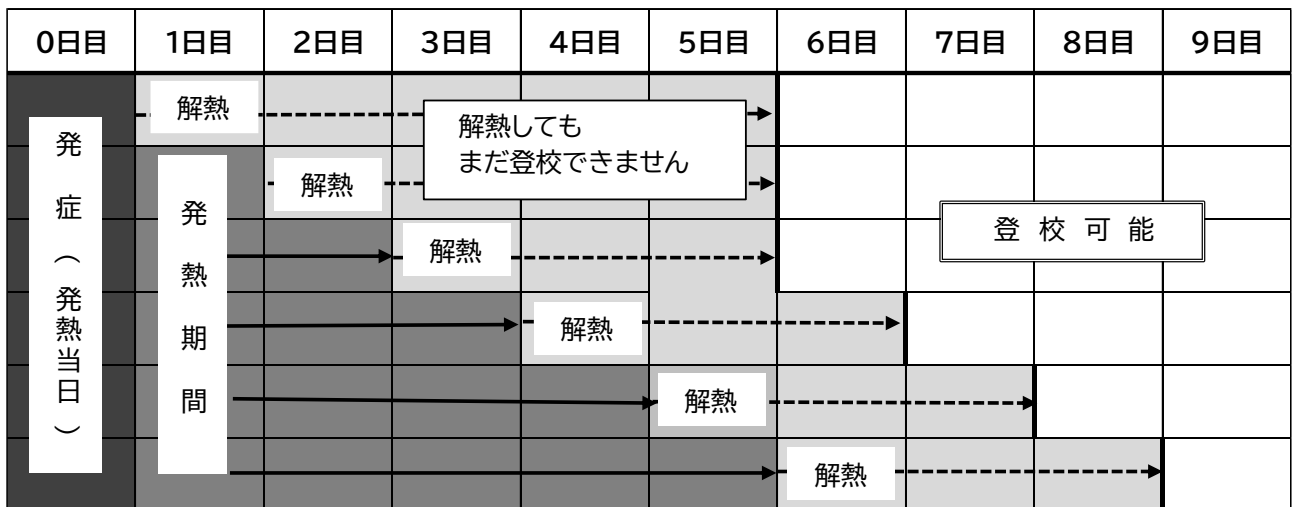 0日目 1日目 2日目 3日目 4日目 5日目 6日目 7日目 8日目 9日目
発症（発熱当日）
発熱期間
解熱
解熱しても
まだ登校できません
解熱
解熱
登校可能
解熱
解熱
解熱